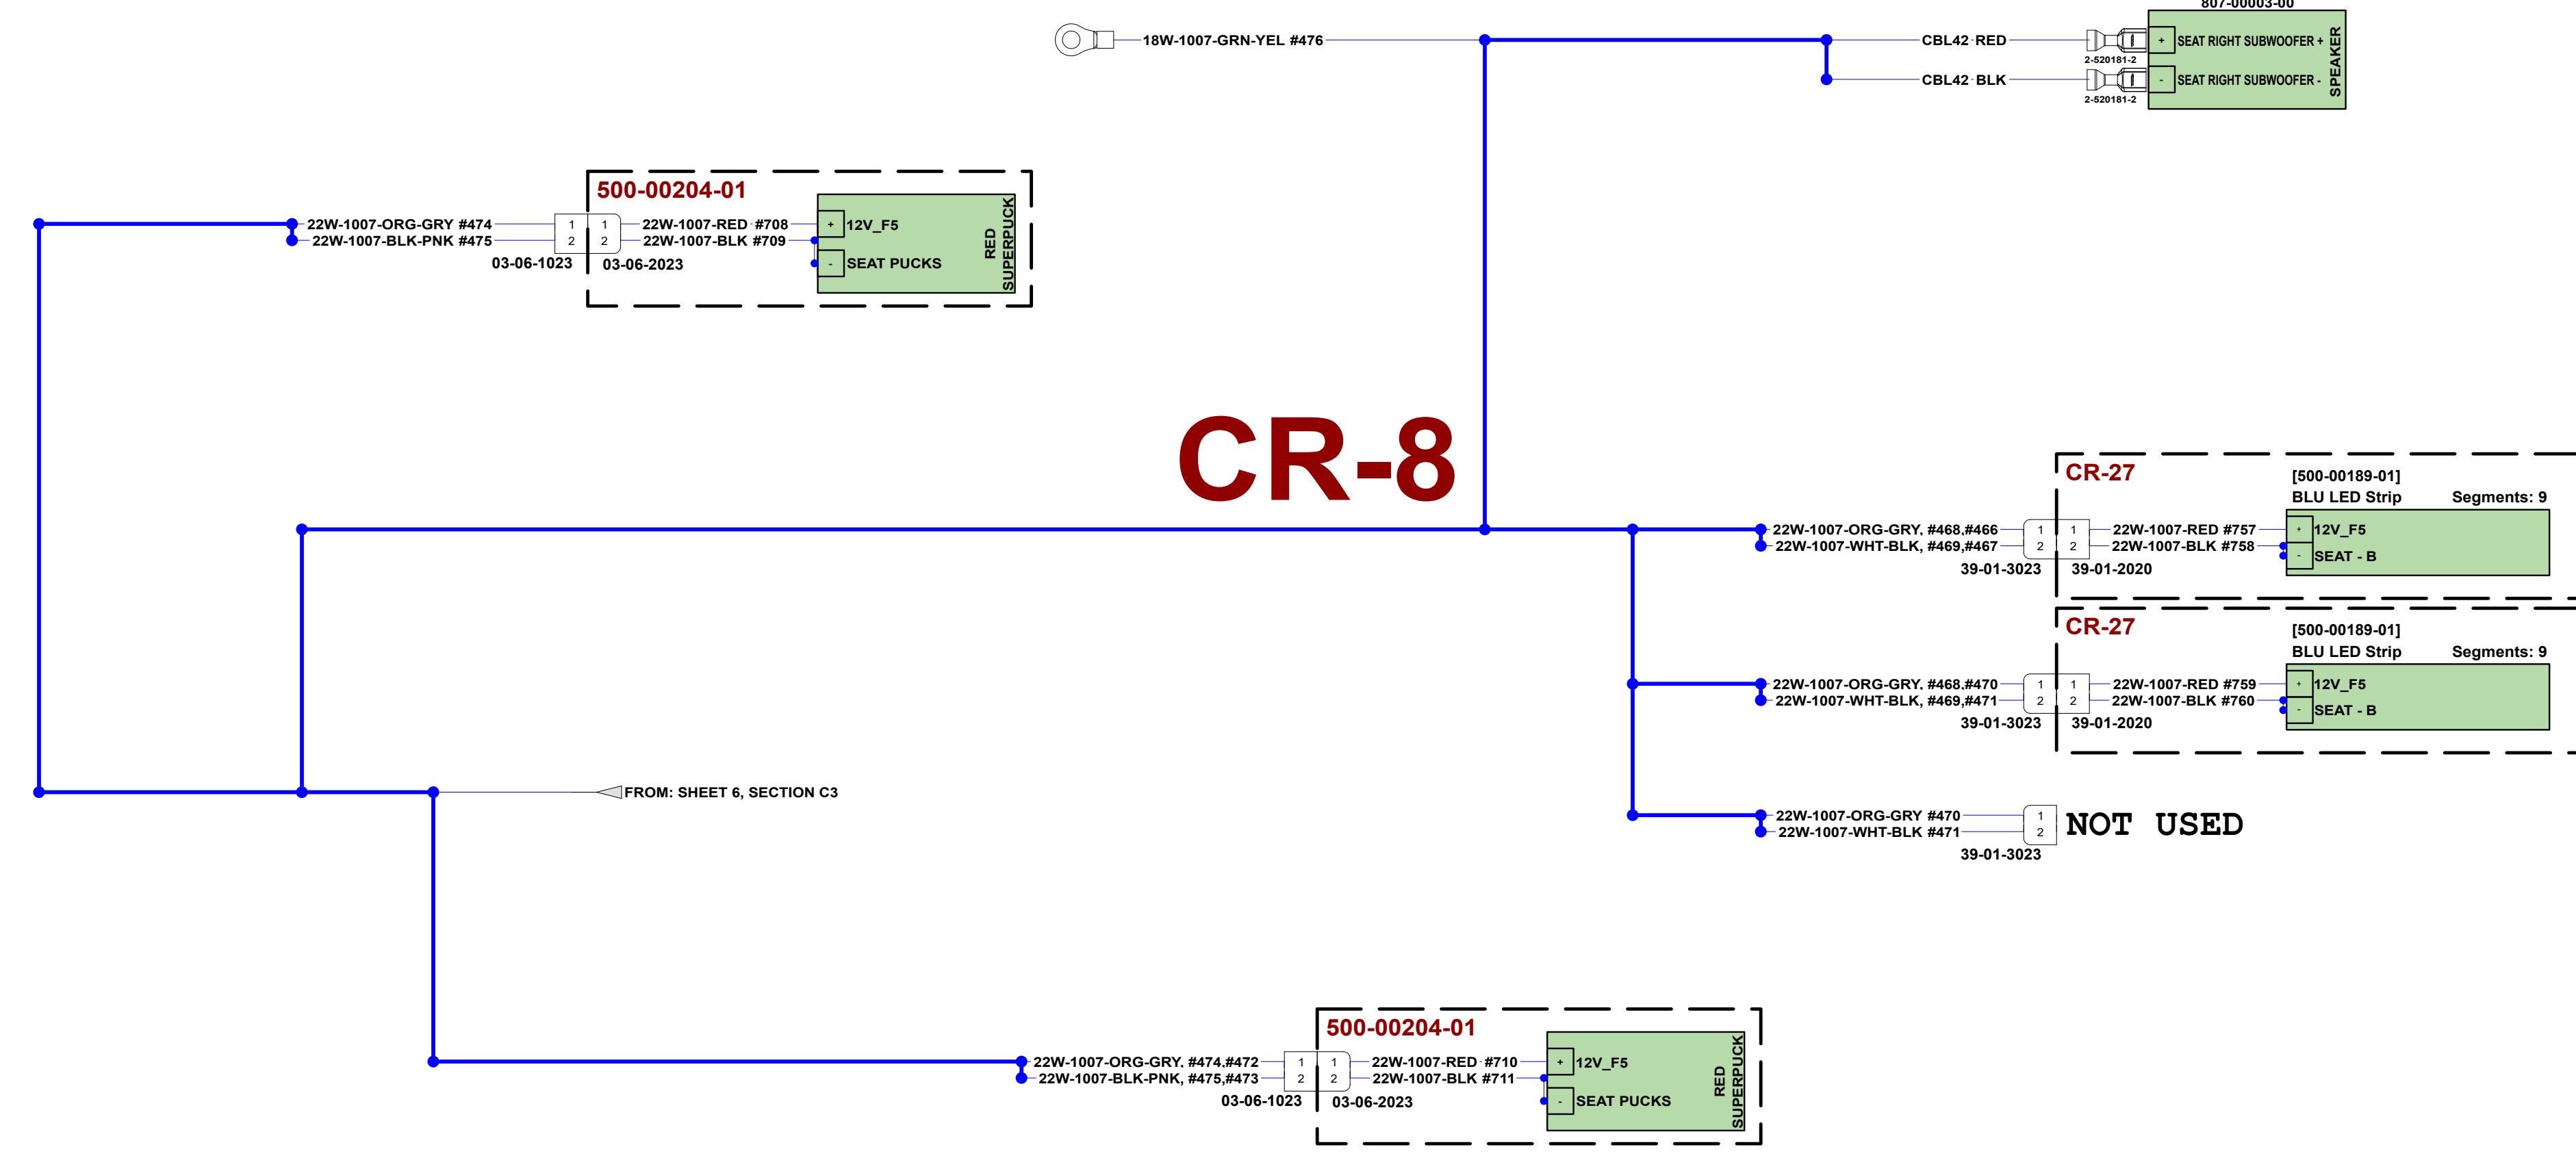 807-00003-00
18W-1007-GRN-YEL #476
CBL42 RED
+
SEAT RIGHT SUBWOOFER +
2-520181-2
CBL42 BLK
-
SEAT RIGHT SUBWOOFER -
2-520181-2
SPEAKER
500-00204-01
22W-1007-ORG-GRY #474
1
1
22W-1007-RED #708
+
12V_F5
22W-1007-BLK-PNK #475
2
2
22W-1007-BLK #709
03-06-1023
03-06-2023
-
SEAT PUCKS
RED
SUPERPUCK
CR-8
CR-27
[500-00189-01]
BLU LED Strip
Segments: 9
22W-1007-ORG-GRY, #468,#466
1
1
22W-1007-RED #757
+
12V_F5
22W-1007-WHT-BLK, #469,#467
2
2
22W-1007-BLK #758
-
SEAT - B
39-01-3023
39-01-2020
CR-27
[500-00189-01]
BLU LED Strip
Segments: 9
22W-1007-ORG-GRY, #468,#470
1
1
22W-1007-RED #759
+
12V_F5
22W-1007-WHT-BLK, #469,#471
2
2
22W-1007-BLK #760
-
SEAT - B
39-01-3023
39-01-2020
FROM: SHEET 6, SECTION C3
22W-1007-ORG-GRY #470
1
22W-1007-WHT-BLK #471
2
NOT USED
39-01-3023
500-00204-01
22W-1007-ORG-GRY, #474,#472
1
1
22W-1007-RED #710
+
12V_F5
22W-1007-BLK-PNK, #475,#473
2
2
22W-1007-BLK #711
03-06-1023
03-06-2023
-
SEAT PUCKS
RED
SUPERPUCK